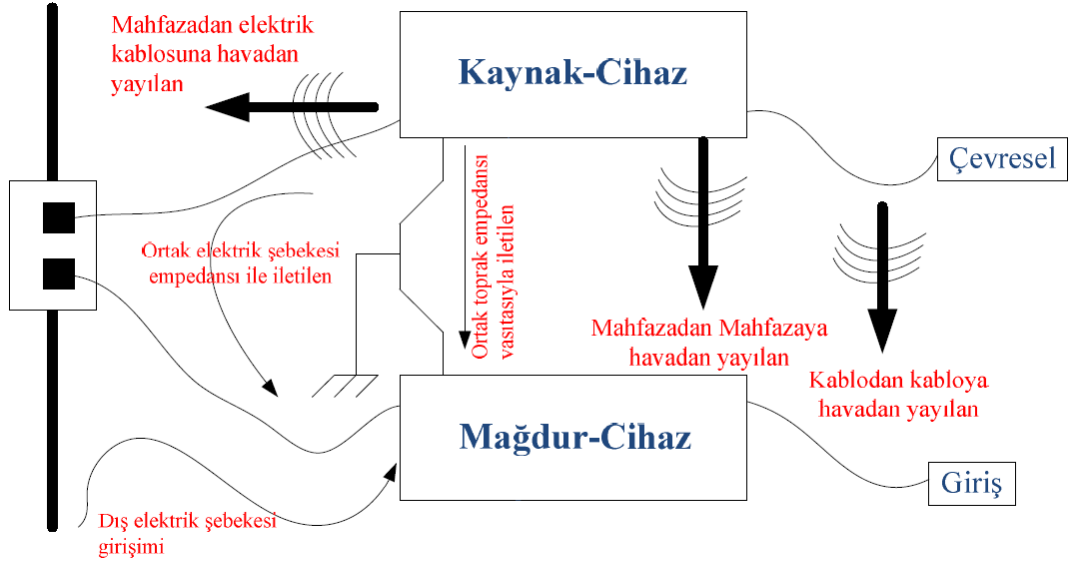 Mahfazadan elektrik
kablosuna havadan
yayılan
Kaynak-Cihaz
Çevresel
Ortak elektrik şebekesi
empedansı ile iletilen
Ortak toprak empedansı
vasıtasıyla iletilen
Mahfazadan Mahfazaya
havadan yayılan
Kablodan kabloya
havadan yayılan
Mağdur-Cihaz
Giriş
Dış elektrik şebekesi
girişimi